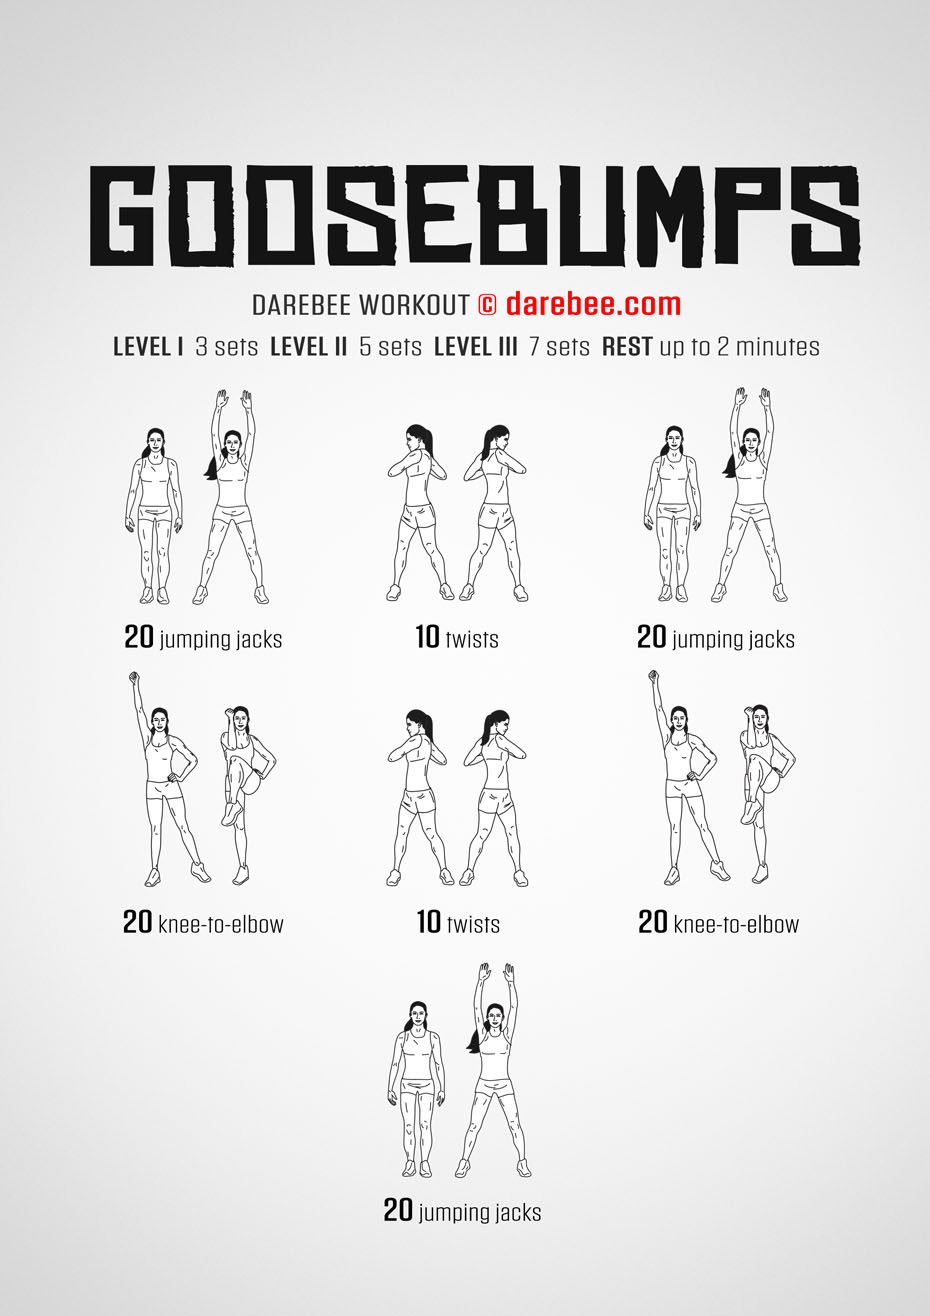 GOOSEBUMPS
DAREBEE WORKOUT © darebee.com
LEVEL I 3 sets LEVEL II 5 sets LEVEL III 7 sets REST up to 2 minutes
20 jumping jacks
10 twists
20 jumping jacks
20 knee-to-elbow
10 twists
20 knee-to-elbow
20 jumping jacks